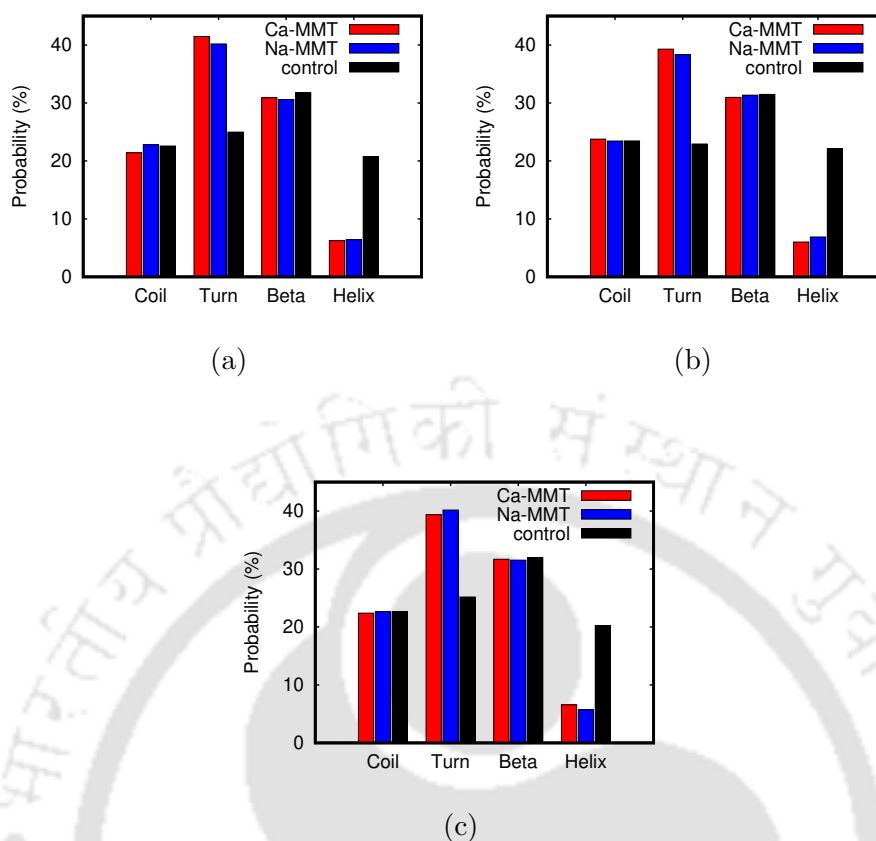 Ca-MMT
Na-MMT
control
Probability (%)
40
30
20
10
0
Coil Turn Beta Helix
(a)
Ca-MMT
Na-MMT
control
Probability (%)
40
30
20
10
0
Coil Turn Beta Helix
(b)
भारतीय प्रौद्योगिकी संस्थान गुवा
Ca-MMT
Na-MMT
control
Probability (%)
40
30
20
10
0
Coil Turn Beta Helix
(c)